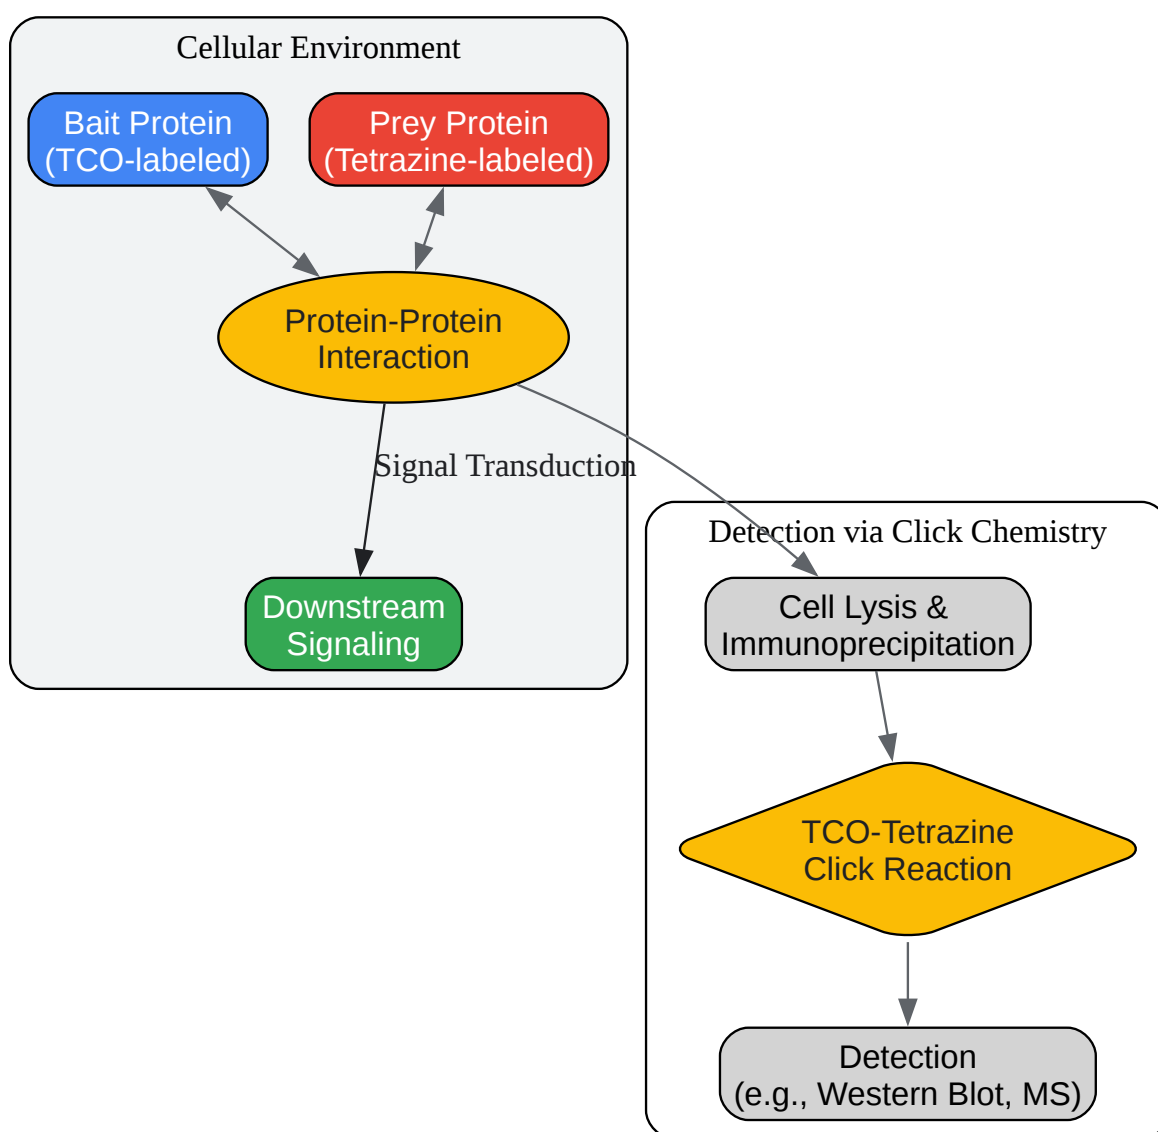 Cellular Environment
Bait Protein
(TCO-labeled)
Prey Protein
(Tetrazine-labeled)
Protein-Protein
Interaction
Signal Transduction
Downstream
Signaling
Detection via Click Chemistry
Cell Lysis &
Immunoprecipitation
TCO-Tetrazine
Click Reaction
Detection
(e.g., Western Blot, MS)